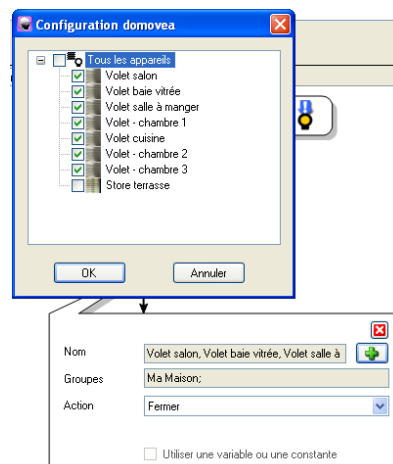 Configuration domovea
Tous les appareils
Volet salon
Volet baie vitrée
Volet salle à manger
Volet - chambre 1
Volet cuisine
Volet - chambre 2
Volet - chambre 3
Store terrasse
OK
Annuler
Nom
Volet salon, Volet baie vitrée, Volet salle à
Groupes
Ma Maison;
Action
Fermer
Utiliser une variable ou une constante